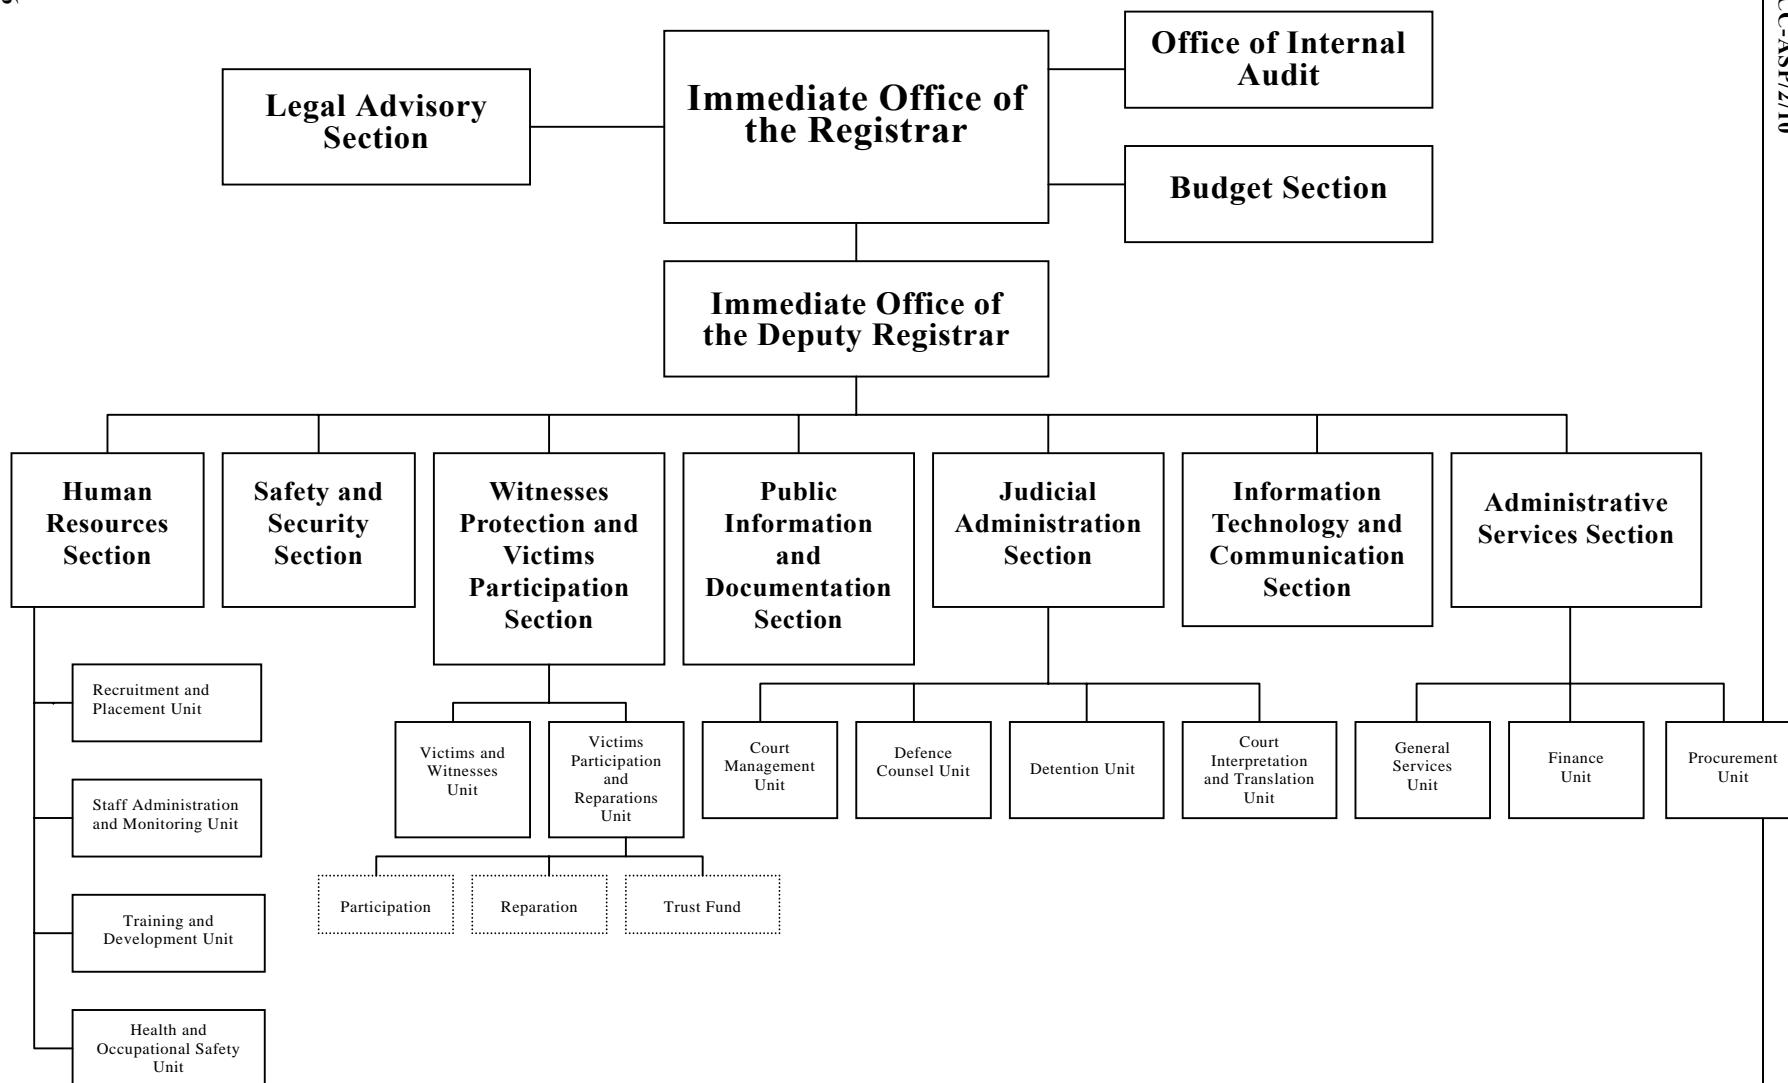 Office of Internal
Audit
Immediate Office of
the Registrar
Legal Advisory
Section
Budget Section
Immediate Office of
the Deputy Registrar
Human
Resources
Section
Safety and
Security
Section
Witnesses
Protection and
Victims
Participation
Section
Public
Information
and
Documentation
Section
Judicial
Administration
Section
Information
Technology and
Communication
Section
Administrative
Services Section
Recruitment and
Placement Unit
Staff Administration
and Monitoring Unit
Training and
Development Unit
Health and
Occupational Safety
Unit
Victims and
Witnesses
Unit
Victims
Participation
and
Reparations
Unit
Court
Management
Unit
Defence
Counsel Unit
Detention Unit
Court
Interpretation
and Translation
Unit
General
Services
Unit
Finance
Unit
Procurement
Unit
Participation
Reparation
Trust Fund